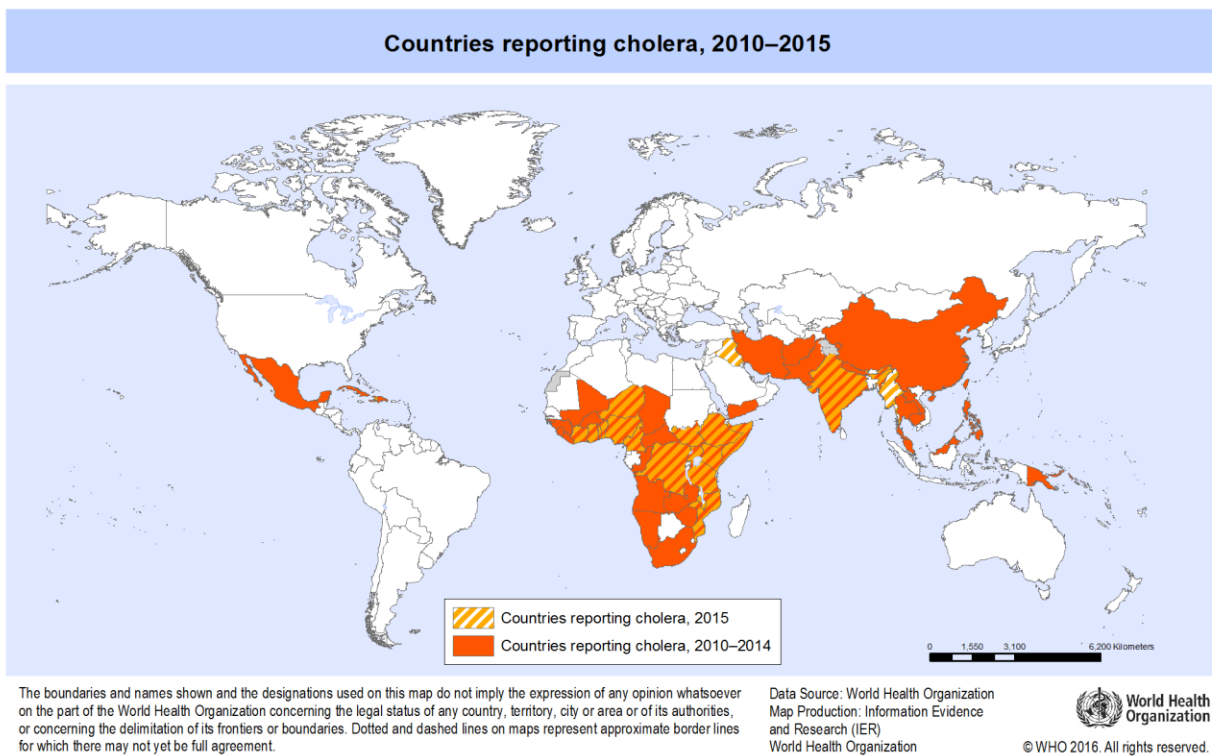 Countries reporting cholera, 2010–2015
Countries reporting cholera, 2015
Countries reporting cholera, 2010–2014
0 1,550 3,100 6,200 Kilometers
The boundaries and names shown and the designations used on this map do not imply the expression of any opinion whatsoever
on the part of the World Health Organization concerning the legal status of any country, territory, city or area or of its authorities,
or concerning the delimitation of its frontiers or boundaries. Dotted and dashed lines on maps represent approximate border lines
for which there may not yet be full agreement.
Data Source: World Health Organization
Map Production: Information Evidence
and Research (IER)
World Health Organization
World Health
Organization
© WHO 2016. All rights reserved.